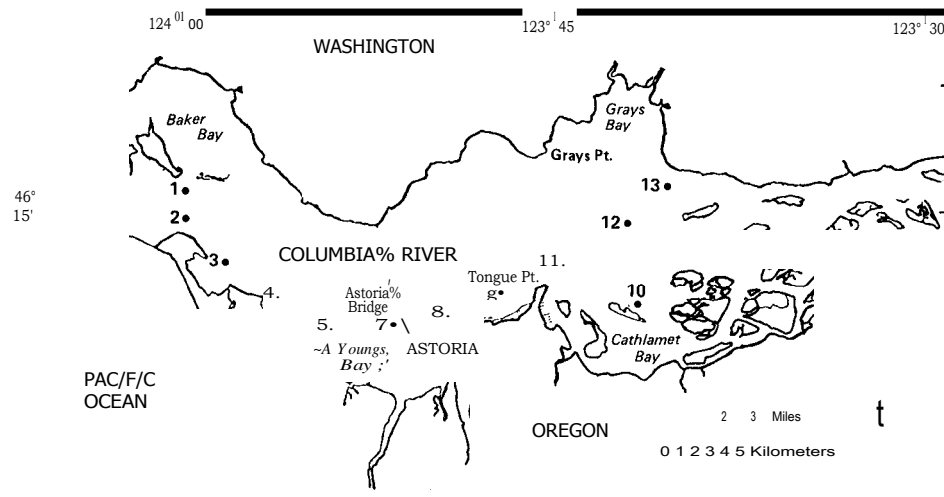 124 01 00
123° 45
123° 30
WASHINGTON
Baker
Bay
Grays
Bay
Grays Pt.
46°
15'
1
13
2
12
3
COLUMBIA% RIVER
11.
Tongue Pt.
4.
Astoria%
Bridge
g
10
8.
5.
7
~A Youngs,
Bay ;'
ASTORIA
Cathlamet
Bay
PAC/F/C
OCEAN
2 3 Miles
t
OREGON
0 1 2 3 4 5 Kilometers